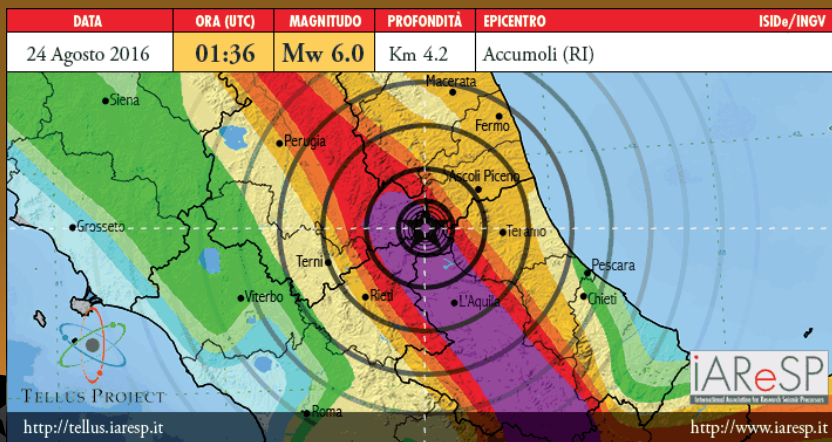 DATA ORA (UTC) MAGNITUDO PROFONDITÀ EPICENTRO ISIDe/INGV
24 Agosto 2016 01:36 Mw 6.0 Km 4.2 Accumoli (RI)
Macerata
Siena
Fermo
Perugia
Ascoli Piceno
Grosseto
Teramo
Terni
Pescara
Viterbo
Rieti
L'Aquila
Chieti
43
42
iAReSP
International Association for Research Seismic Precursors
TELLUS PROJECT
Roma
http://tellus.iaresp.it http://www.iaresp.it